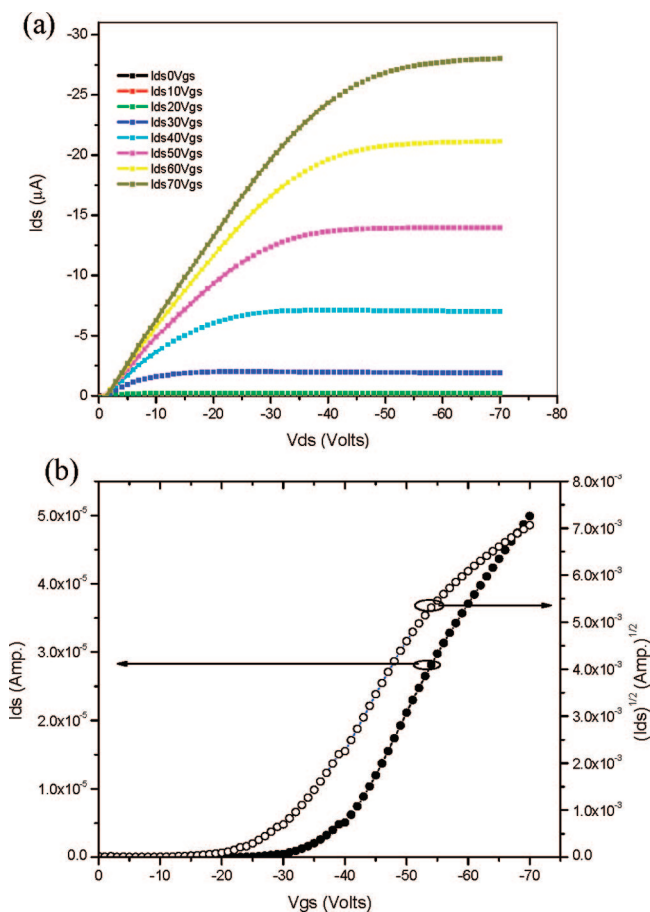 (a)
-30
-25
-20
-15
-10
-5
0
Ids (μA)
Ids0Vgs
Ids10Vgs
Ids20Vgs
Ids30Vgs
Ids40Vgs
Ids50Vgs
Ids60Vgs
Ids70Vgs
0 -10 -20 -30 -40 -50 -60 -70 -80
Vds (Volts)
(b)
5.0x10⁻⁵
4.0x10⁻⁵
3.0x10⁻⁵
2.0x10⁻⁵
1.0x10⁻⁵
0.0
Ids (Amp.)
8.0x10⁻³
7.0x10⁻³
6.0x10⁻³
5.0x10⁻³
4.0x10⁻³
3.0x10⁻³
2.0x10⁻³
1.0x10⁻³
0.0
(Ids)¹/² (Amp.)¹/²
0 -10 -20 -30 -40 -50 -60 -70
Vgs (Volts)